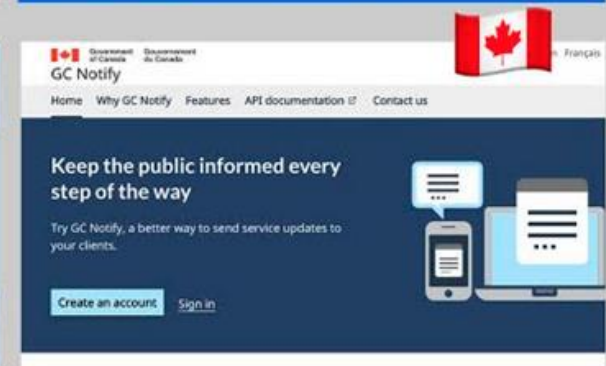 Government of Canada
Gouvernement du Canada
GC Notify
Français
Home Why GC Notify Features API documentation Contact us
Keep the public informed every
step of the way
Try GC Notify, a better way to send service updates to
your clients.
Create an account Sign in